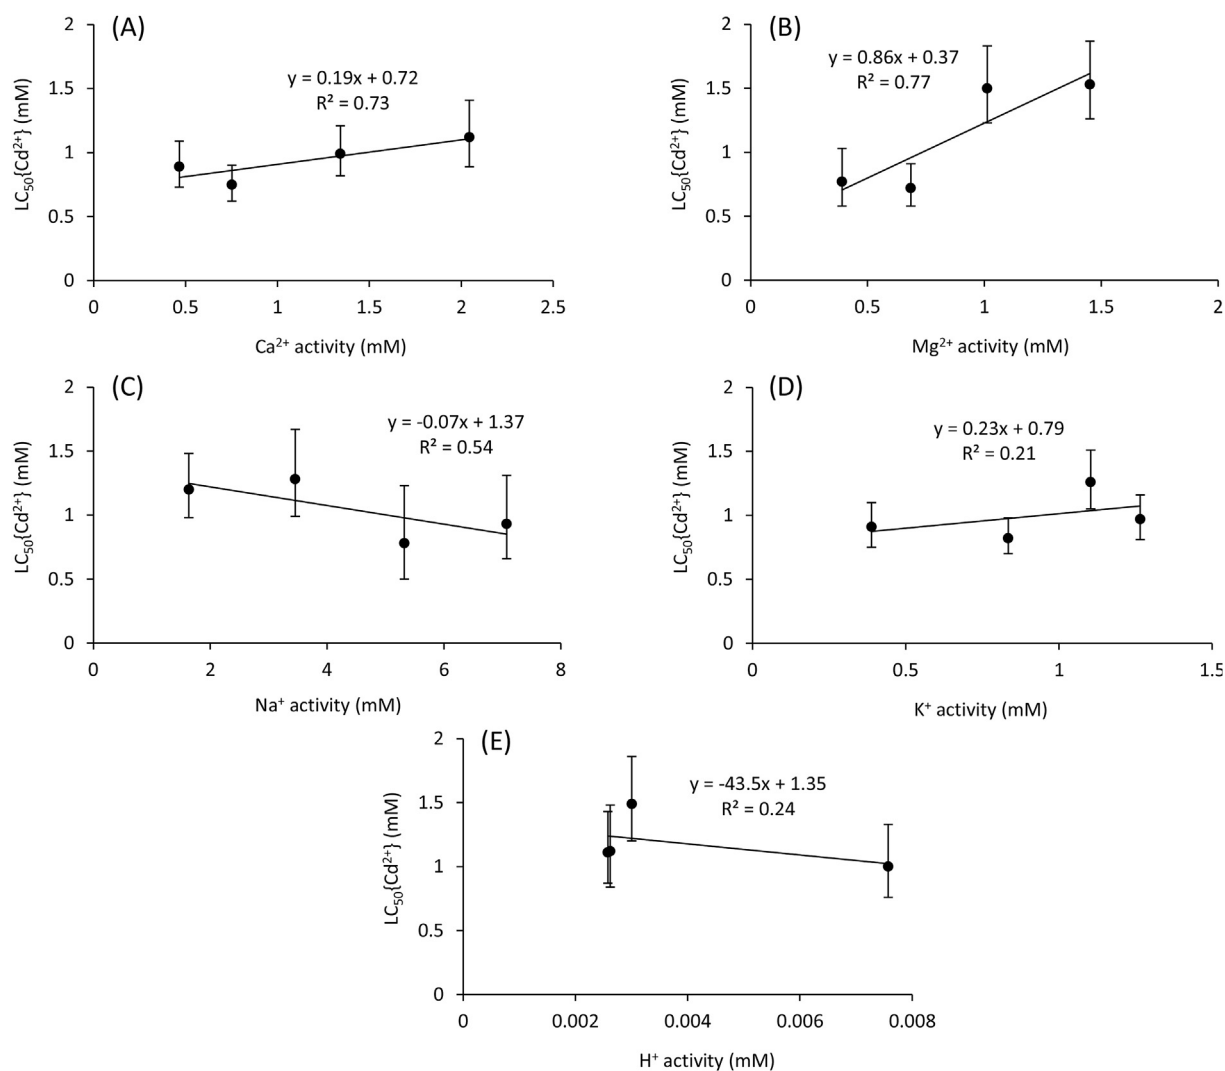 (A)
y = 0.19x + 0.72
R² = 0.73
LC₅₀{Cd²⁺} (mM)
2
1.5
1
0.5
0
0 0.5 1 1.5 2 2.5
Ca²⁺ activity (mM)
(B)
y = 0.86x + 0.37
R² = 0.77
LC₅₀{Cd²⁺} (mM)
2
1.5
1
0.5
0
0 0.5 1 1.5 2
Mg²⁺ activity (mM)
(C)
y = -0.07x + 1.37
R² = 0.54
LC₅₀{Cd²⁺} (mM)
2
1.5
1
0.5
0
0 2 4 6 8
Na⁺ activity (mM)
(D)
y = 0.23x + 0.79
R² = 0.21
LC₅₀{Cd²⁺} (mM)
2
1.5
1
0.5
0
0 0.5 1 1.5
K⁺ activity (mM)
(E)
y = -43.5x + 1.35
R² = 0.24
LC₅₀{Cd²⁺} (mM)
2
1.5
1
0.5
0
0 0.002 0.004 0.006 0.008
H⁺ activity (mM)